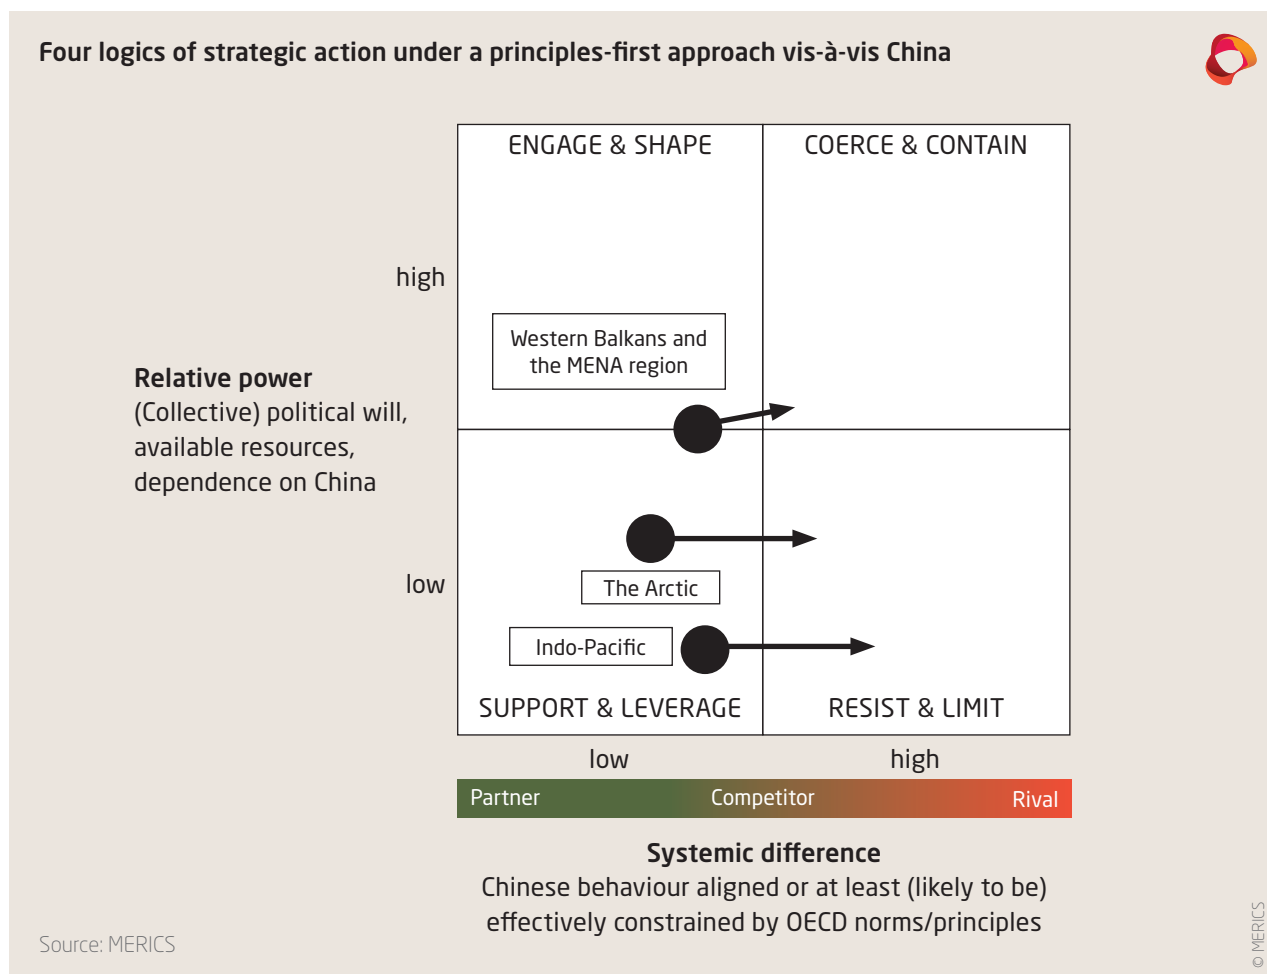 Four logics of strategic action under a principles-first approach vis-à-vis China
ENGAGE & SHAPE
COERCE & CONTAIN
high
Western Balkans and
the MENA region
Relative power
(Collective) political will,
available resources,
dependence on China
low
The Arctic
Indo-Pacific
SUPPORT & LEVERAGE
RESIST & LIMIT
low
high
Partner
Competitor
Rival
Systemic difference
Chinese behaviour aligned or at least (likely to be)
effectively constrained by OECD norms/principles
Source: MERICS
© MERICS